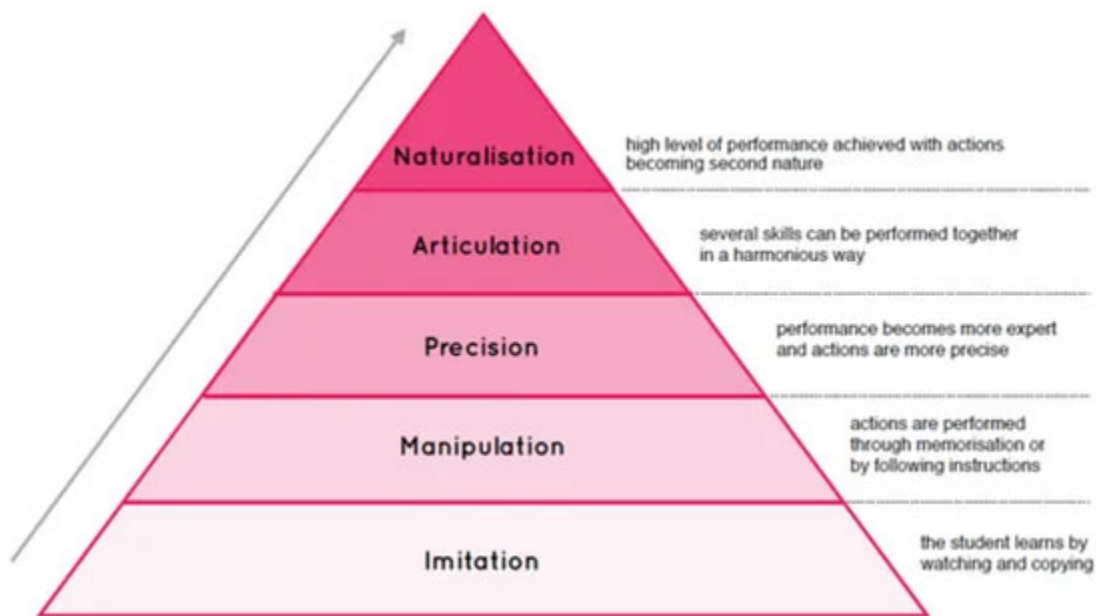 Naturalisation
high level of performance achieved with actions
becoming second nature
Articulation
several skills can be performed together
in a harmonious way
Precision
performance becomes more expert
and actions are more precise
Manipulation
actions are performed
through memorisation or
by following instructions
Imitation
the student learns by
watching and copying